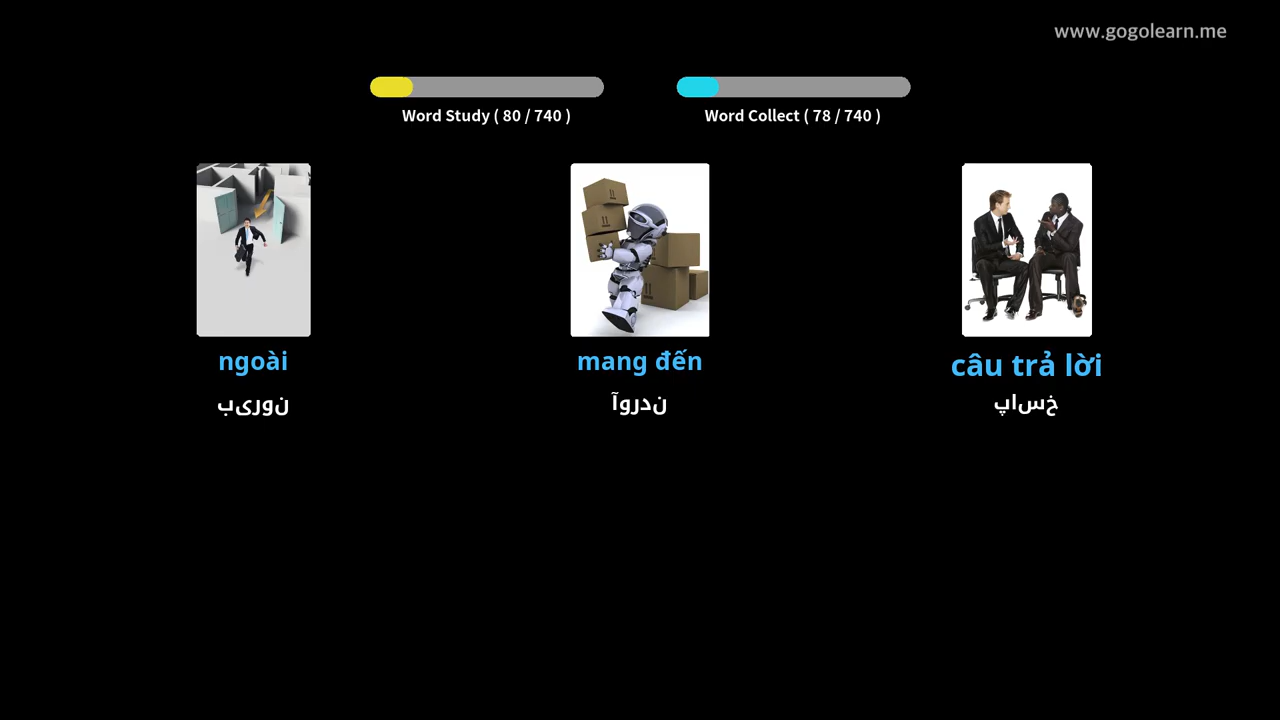 www.gogolearn.me
Word Study ( 80 / 740 )
Word Collect ( 78 / 740 )
ngoài
mang đến
câu trả lời
بیرون
آوردن
پاسخ